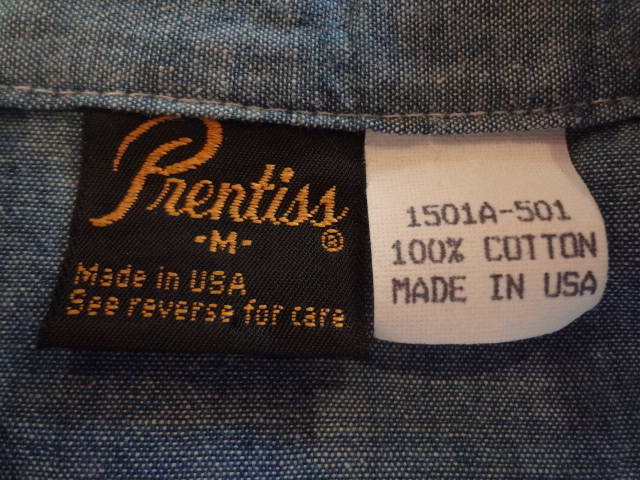 Prentiss
-M- ®
Made in USA
See reverse for care
1501A-501
100% COTTON
MADE IN USA